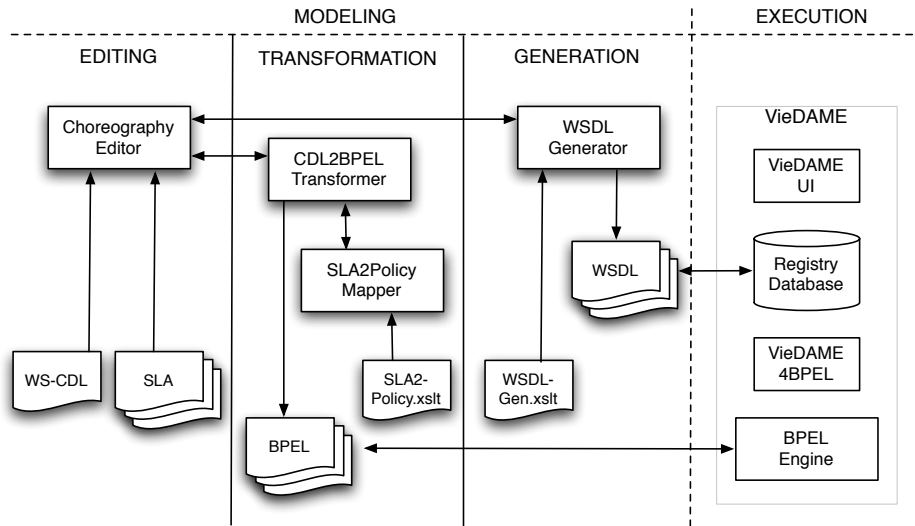 MODELING
EXECUTION
EDITING
TRANSFORMATION
GENERATION
Choreography
Editor
CDL2BPEL
Transformer
SLA2Policy
Mapper
WS-CDL
SLA
SLA2-
Policy.xslt
BPEL
WSDL
Generator
WSDL
WSDL-
Gen.xslt
VieDAME
VieDAME
UI
Registry
Database
VieDAME
4BPEL
BPEL
Engine